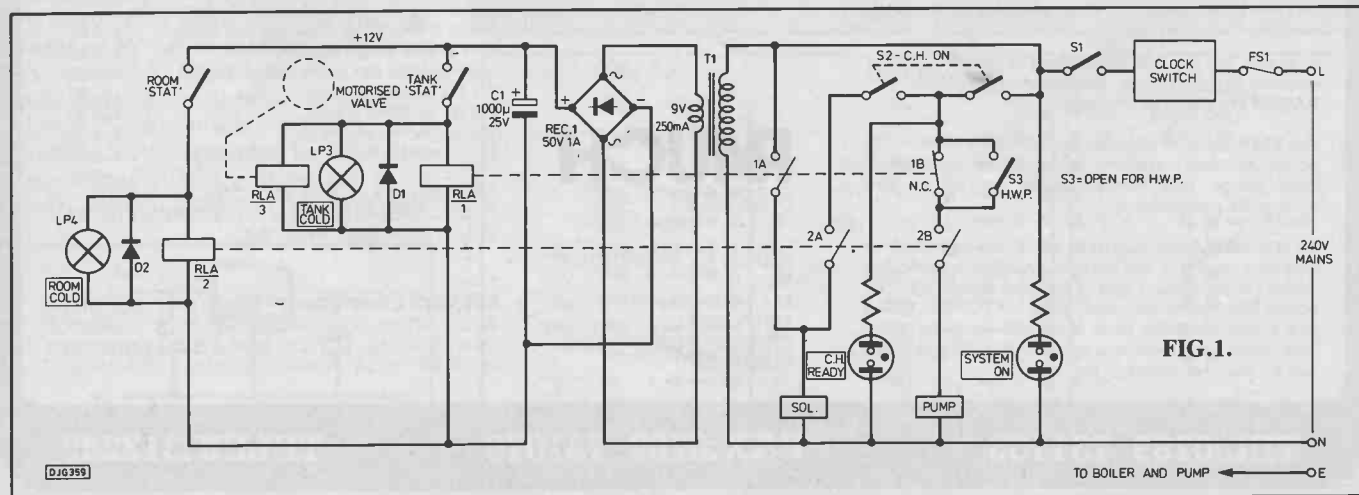 +12V
ROOM
'STAT'
MOTORISED
VALVE
TANK
'STAT'
C1
1000µ
25V
+
-
REC.1
50V 1A
9V
250mA
T1
S2 - C.H. ON
S1
CLOCK
SWITCH
FS1
L
LP3
TANK
COLD
D1
RLA
3
RLA
1
1A
1B
N.C.
S3
H.W.P.
S3 = OPEN FOR H.W.P.
LP4
ROOM
COLD
D2
RLA
2
2A
2B
240V
MAINS
C.H.
READY
SYSTEM
ON
FIG.1.
SOL.
PUMP
N
DJG359
TO BOILER AND PUMP
E